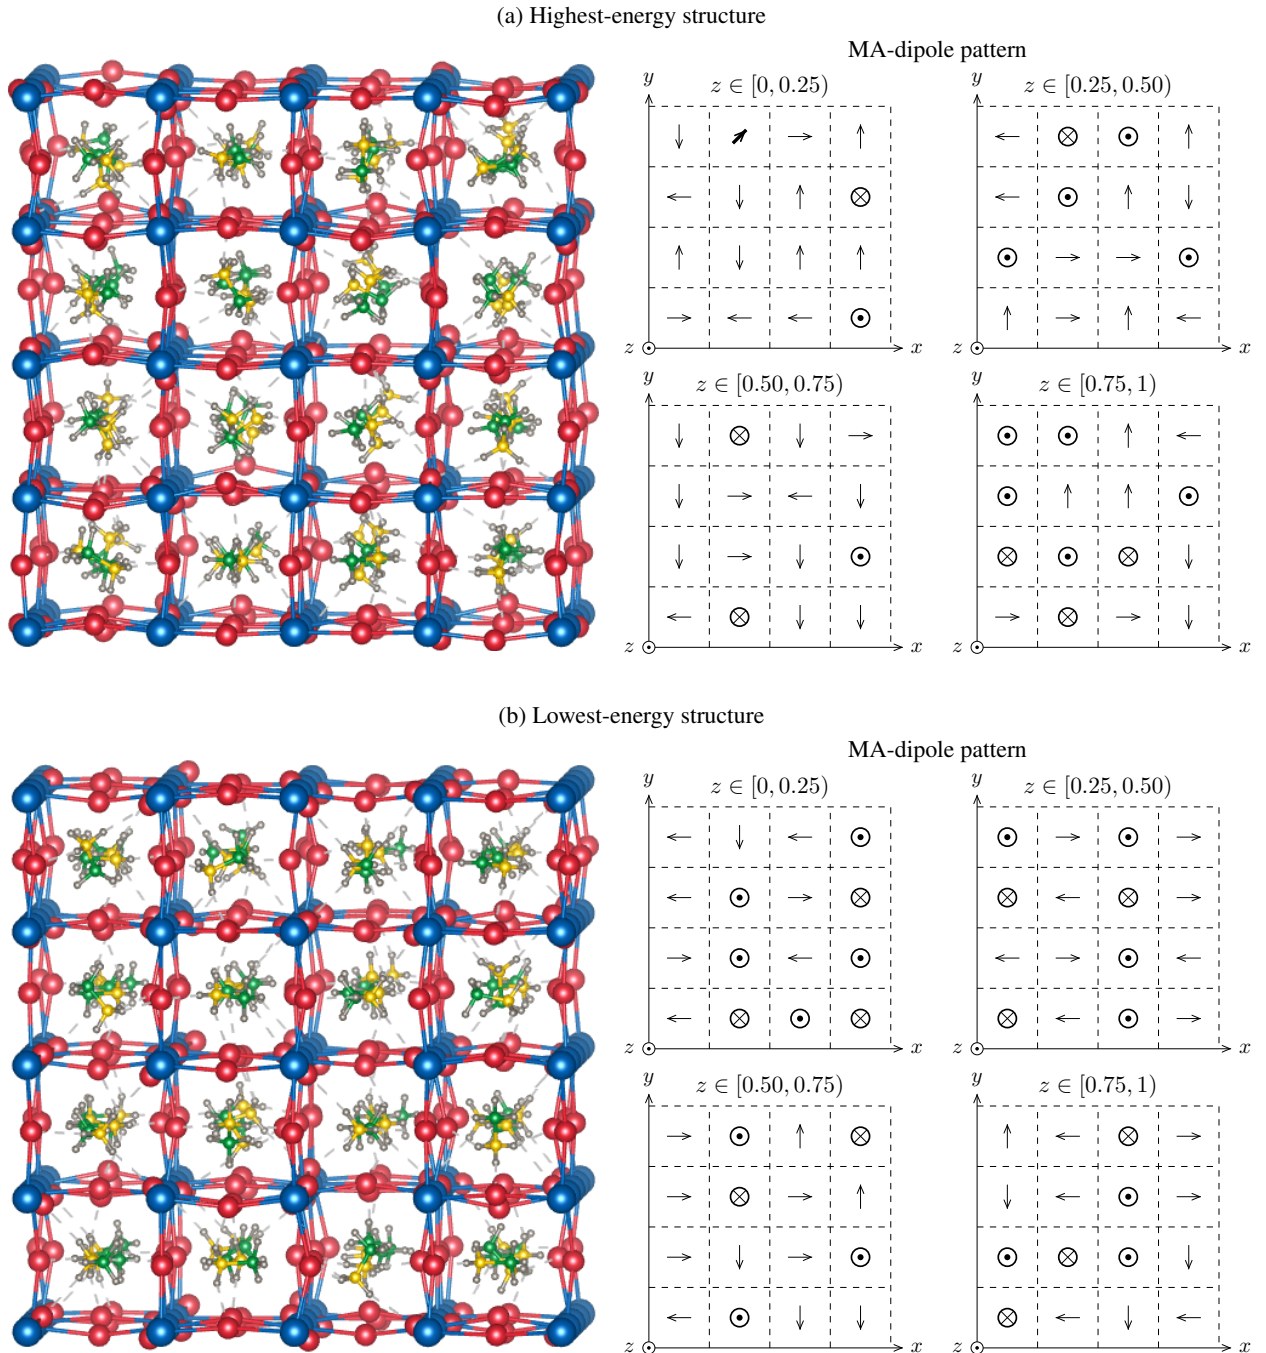 (a) Highest-energy structure
MA-dipole pattern
y
z ∈ [0, 0.25)
z
x
y
z ∈ [0.25, 0.50)
z
x
y
z ∈ [0.50, 0.75)
z
x
y
z ∈ [0.75, 1)
z
x
(b) Lowest-energy structure
MA-dipole pattern
y
z ∈ [0, 0.25)
z
x
y
z ∈ [0.25, 0.50)
z
x
y
z ∈ [0.50, 0.75)
z
x
y
z ∈ [0.75, 1)
z
x